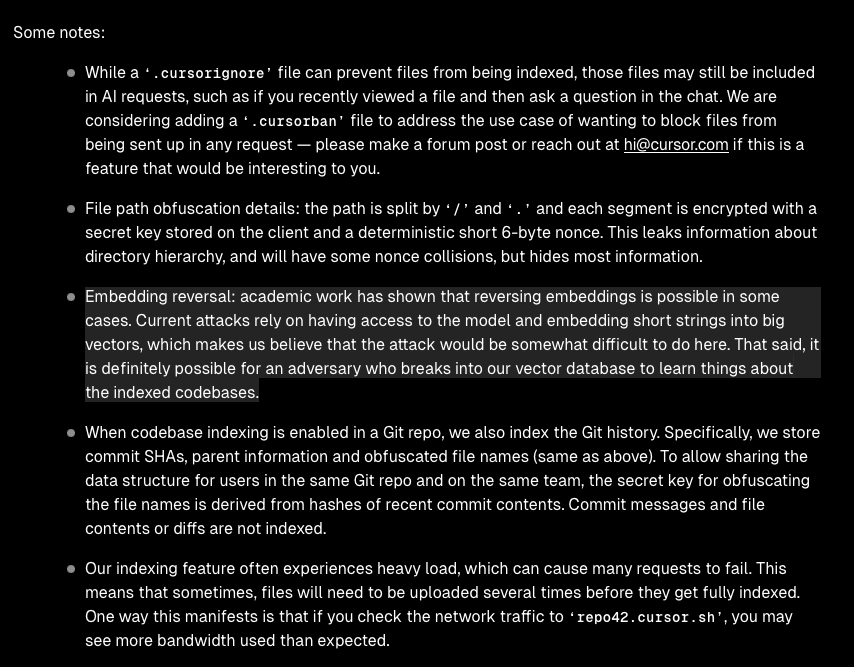 Some notes:
While a ‘.cursorignore’ file can prevent files from being indexed, those files may still be included
in AI requests, such as if you recently viewed a file and then ask a question in the chat. We are
considering adding a ‘.cursorban’ file to address the use case of wanting to block files from
being sent up in any request — please make a forum post or reach out at hi@cursor.com if this is a
feature that would be interesting to you.
File path obfuscation details: the path is split by ‘/’ and ‘.’ and each segment is encrypted with a
secret key stored on the client and a deterministic short 6-byte nonce. This leaks information about
directory hierarchy, and will have some nonce collisions, but hides most information.
Embedding reversal: academic work has shown that reversing embeddings is possible in some
cases. Current attacks rely on having access to the model and embedding short strings into big
vectors, which makes us believe that the attack would be somewhat difficult to do here. That said, it
is definitely possible for an adversary who breaks into our vector database to learn things about
the indexed codebases.
When codebase indexing is enabled in a Git repo, we also index the Git history. Specifically, we store
commit SHAs, parent information and obfuscated file names (same as above). To allow sharing the
data structure for users in the same Git repo and on the same team, the secret key for obfuscating
the file names is derived from hashes of recent commit contents. Commit messages and file
contents or diffs are not indexed.
Our indexing feature often experiences heavy load, which can cause many requests to fail. This
means that sometimes, files will need to be uploaded several times before they get fully indexed.
One way this manifests is that if you check the network traffic to ‘repo42.cursor.sh’, you may
see more bandwidth used than expected.